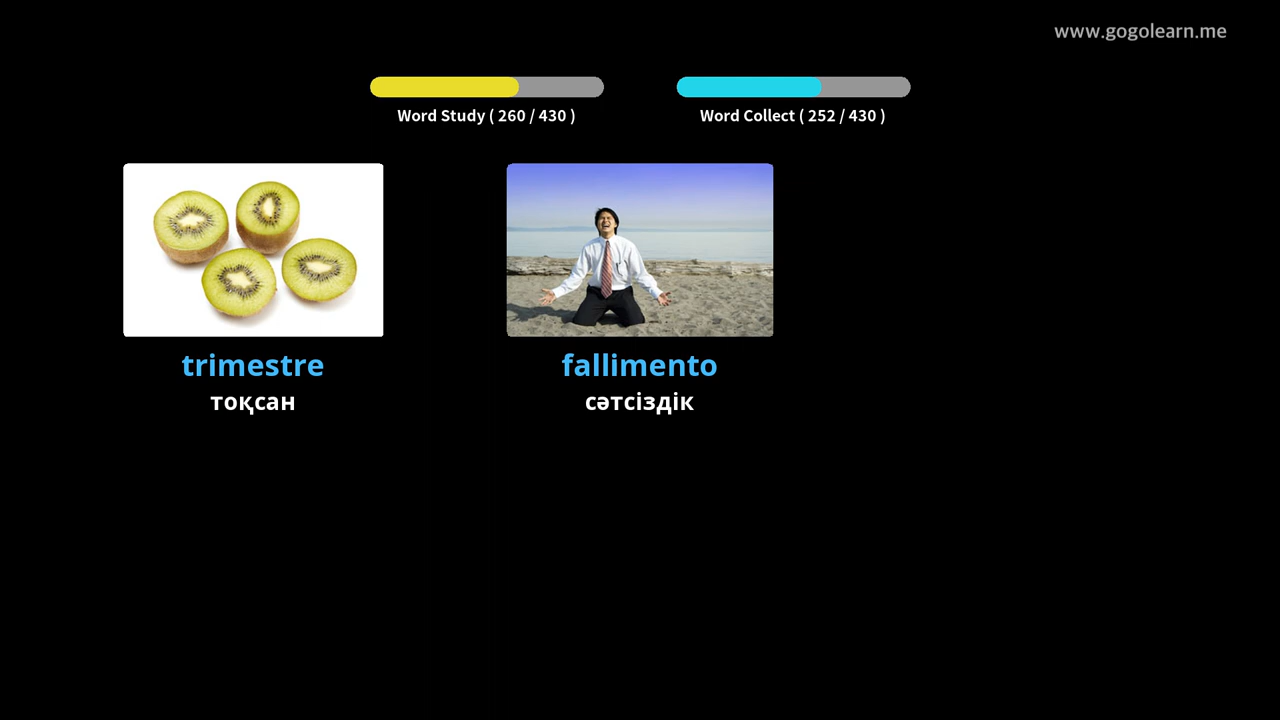 www.gogolearn.me
Word Study ( 260 / 430 )
Word Collect ( 252 / 430 )
trimestre
тоқсан
fallimento
сәтсіздік